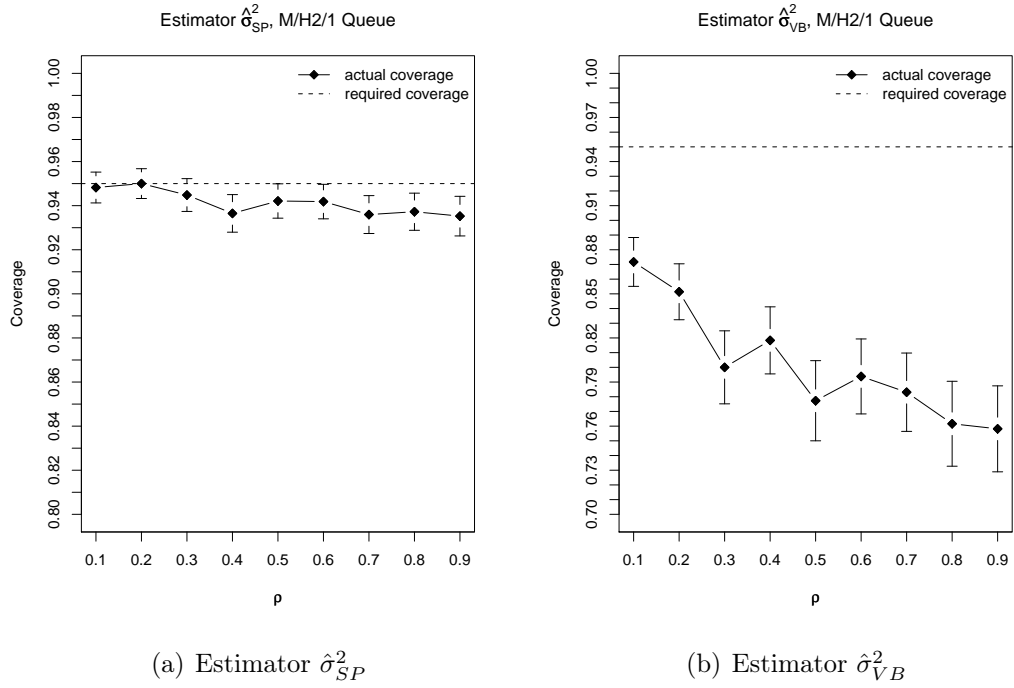 Estimator σ̂²_SP, M/H2/1 Queue
actual coverage
required coverage
Coverage
1.00
0.98
0.96
0.94
0.92
0.90
0.88
0.86
0.84
0.82
0.80
0.1 0.2 0.3 0.4 0.5 0.6 0.7 0.8 0.9
ρ
(a) Estimator σ̂²_SP
Estimator σ̂²_VB, M/H2/1 Queue
actual coverage
required coverage
Coverage
1.00
0.97
0.94
0.91
0.88
0.85
0.82
0.79
0.76
0.73
0.70
0.1 0.2 0.3 0.4 0.5 0.6 0.7 0.8 0.9
ρ
(b) Estimator σ̂²_VB